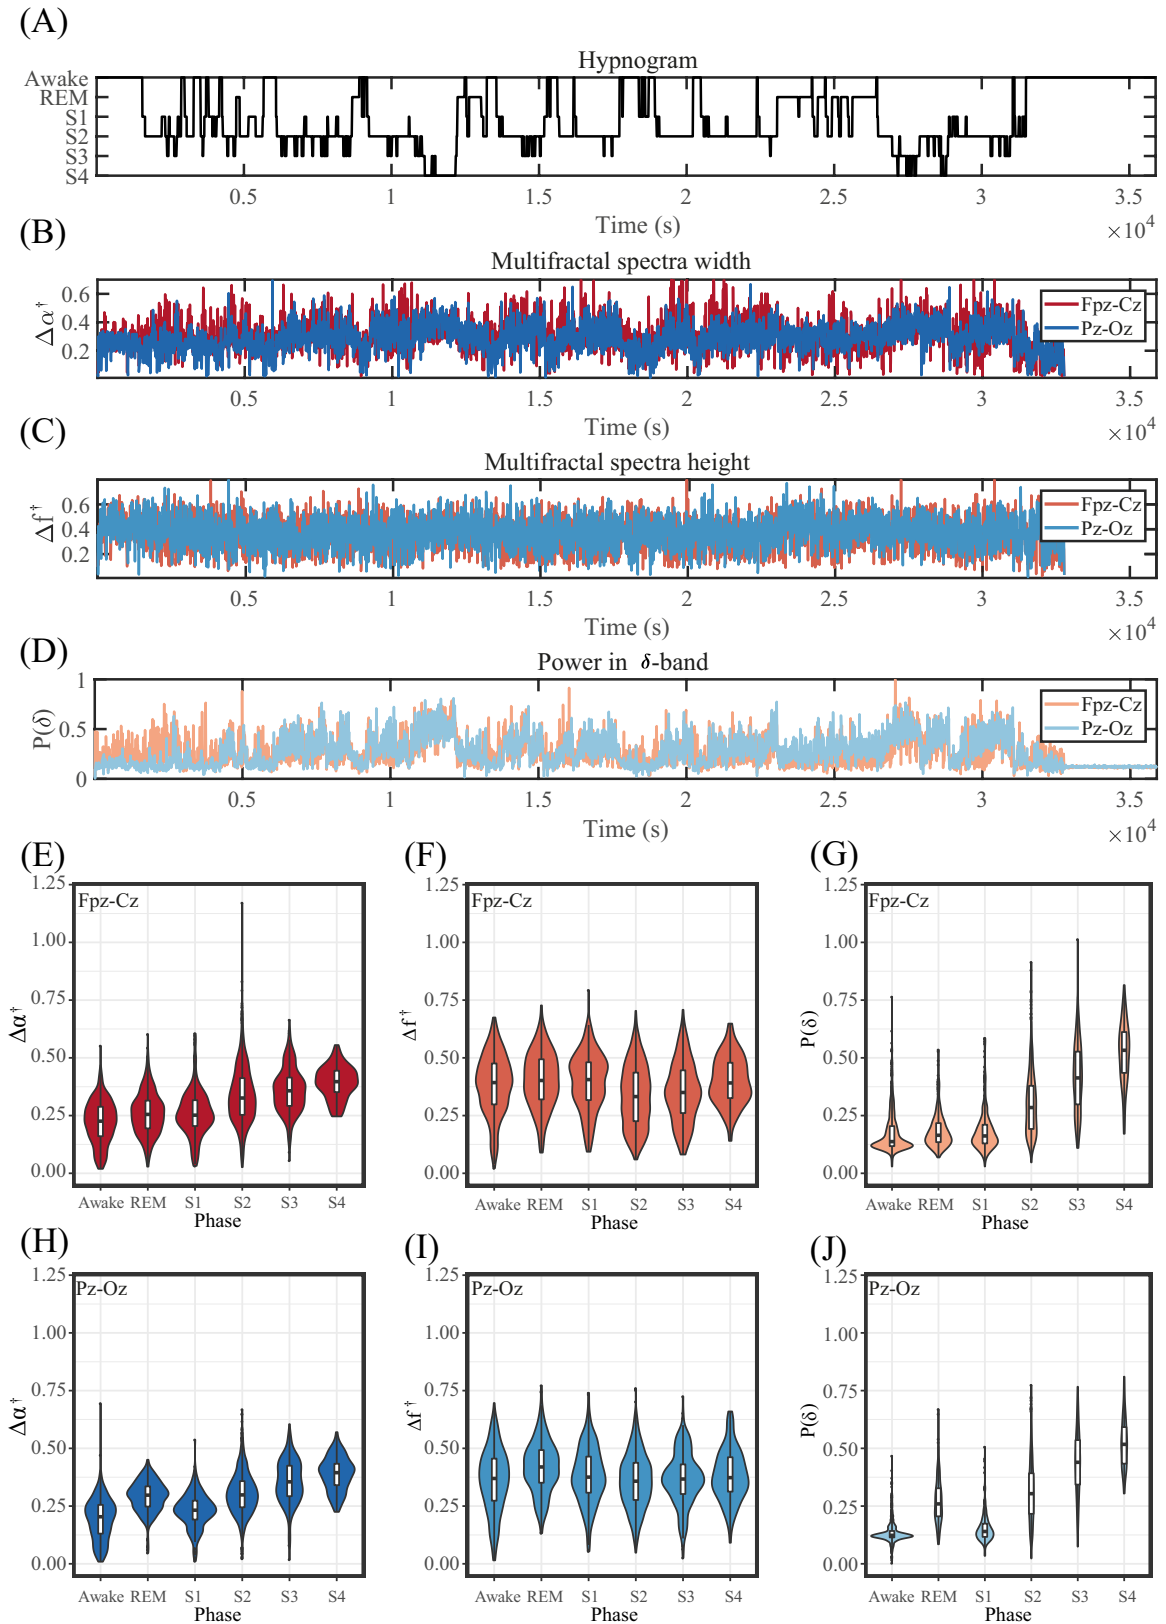 (A)
Hypnogram
Awake
REM
S1
S2
S3
S4
0.5 1 1.5 2 2.5 3 3.5
Time (s)
×10⁴
(B)
Multifractal spectra width
Δα†
0.6
0.4
0.2
Fpz-Cz
Pz-Oz
0.5 1 1.5 2 2.5 3 3.5
Time (s)
×10⁴
(C)
Multifractal spectra height
Δf†
0.6
0.4
0.2
Fpz-Cz
Pz-Oz
0.5 1 1.5 2 2.5 3 3.5
Time (s)
×10⁴
(D)
Power in δ-band
P(δ)
1
0.5
0
Fpz-Cz
Pz-Oz
0.5 1 1.5 2 2.5 3 3.5
Time (s)
×10⁴
(E)
Fpz-Cz
Δα†
1.25
1.00
0.75
0.50
0.25
0.00
Awake REM S1 S2 S3 S4
Phase
(F)
Fpz-Cz
Δf†
1.25
1.00
0.75
0.50
0.25
0.00
Awake REM S1 S2 S3 S4
Phase
(G)
Fpz-Cz
P(δ)
1.25
1.00
0.75
0.50
0.25
0.00
Awake REM S1 S2 S3 S4
Phase
(H)
Pz-Oz
Δα†
1.25
1.00
0.75
0.50
0.25
0.00
Awake REM S1 S2 S3 S4
Phase
(I)
Pz-Oz
Δf†
1.25
1.00
0.75
0.50
0.25
0.00
Awake REM S1 S2 S3 S4
Phase
(J)
Pz-Oz
P(δ)
1.25
1.00
0.75
0.50
0.25
0.00
Awake REM S1 S2 S3 S4
Phase